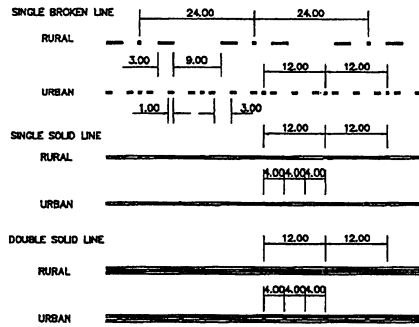 SINGLE BROKEN LINE
24.00 24.00
RURAL
3.00 9.00
12.00 12.00
URBAN
1.00 3.00
SINGLE SOLID LINE
12.00 12.00
RURAL
4.00 4.00 4.00
URBAN
DOUBLE SOLID LINE
12.00 12.00
RURAL
4.00 4.00 4.00
URBAN